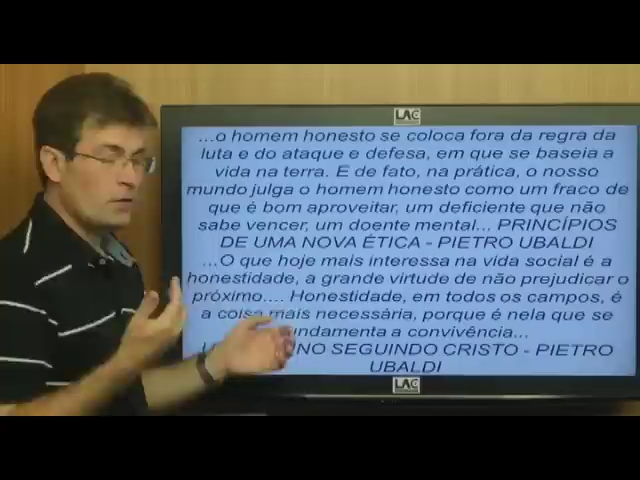 LAC
...o homem honesto se coloca fora da regra da
luta e do ataque e defesa, em que se baseia a
vida na terra. E de fato, na prática, o nosso
mundo julga o homem honesto como um fraco de
que é bom aproveitar, um deficiente que não
sabe vencer, um doente mental... PRINCÍPIOS
DE UMA NOVA ÉTICA - PIETRO UBALDI
...O que hoje mais interessa na vida social é a
honestidade, a grande virtude de não prejudicar o
próximo.... Honestidade, em todos os campos, é
a coisa mais necessária, porque é nela que se
fundamenta a convivência...
SEGUINDO CRISTO - PIETRO
UBALDI
LAC